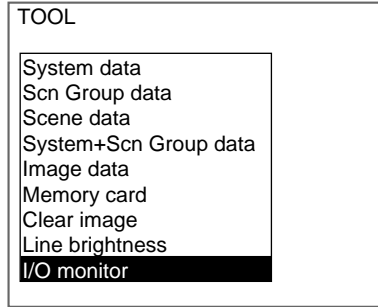 TOOL
System data
Scn Group data
Scene data
System+Scn Group data
Image data
Memory card
Clear image
Line brightness
I/O monitor